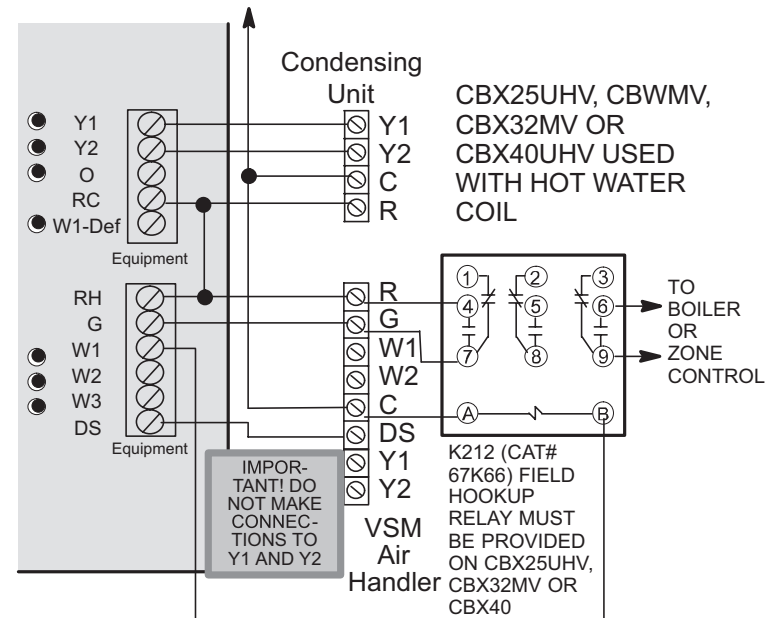 Condensing
Unit
CBX25UHV, CBWMV,
CBX32MV OR
CBX40UHV USED
WITH HOT WATER
COIL
Y1
Y2
O
RC
W1-Def
Equipment
Y1
Y2
C
R
RH
G
W1
W2
W3
DS
Equipment
R
G
W1
W2
C
DS
Y1
Y2
1
2
3
4
5
6
7
8
9
A
B
TO
BOILER
OR
ZONE
CONTROL
IMPOR-
TANT! DO
NOT MAKE
CONNEC-
TIONS TO
Y1 AND Y2
VSM
Air
Handler
K212 (CAT#
67K66) FIELD
HOOKUP
RELAY MUST
BE PROVIDED
ON CBX25UHV,
CBX32MV OR
CBX40